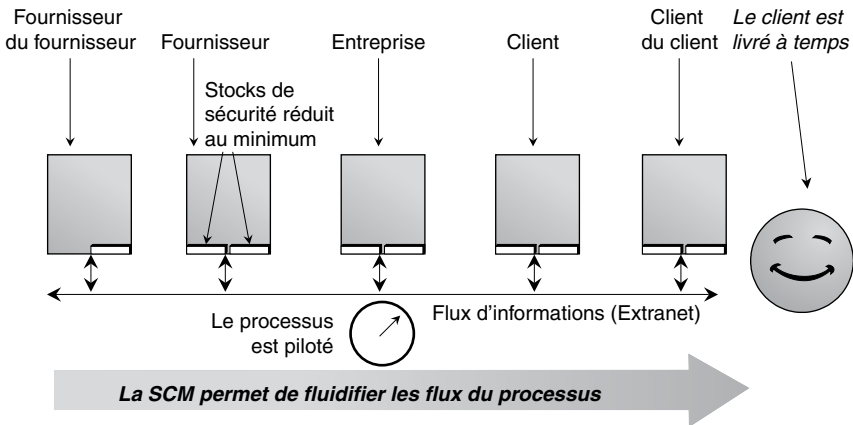 Fournisseur
du fournisseur
Fournisseur
Entreprise
Client
Client
du client
Le client est
livré à temps
Stocks de
sécurité réduit
au minimum
Flux d'informations (Extranet)
Le processus
est piloté
La SCM permet de fluidifier les flux du processus